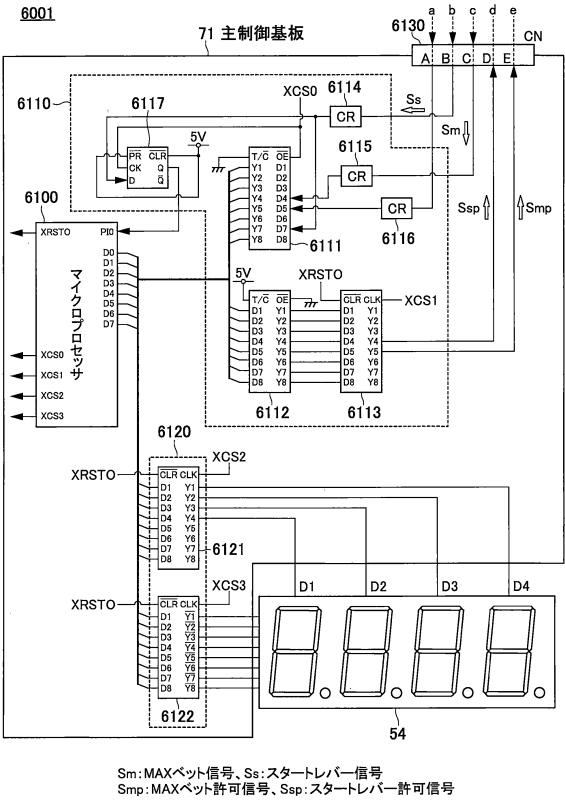 6001
71 主制御基板
6130
a b c d e
CN
A B C D E
6110
6117
XCS0
6114
CR
Ss
Sm
6115
CR
5V
PR CLR
CK Q
D Q
T/C OE
Y1 D1
Y2 D2
Y3 D3
Y4 D4
Y5 D5
Y6 D6
Y7 D7
Y8 D8
6111
CR
6116
Ssp
Smp
6100
XRSTO
PI0
D0
D1
D2
D3
D4
D5
D6
D7
マイクロプロセッサ
XCS0
XCS1
XCS2
XCS3
5V
XRSTO
XCS1
T/C OE
D1 Y1
D2 Y2
D3 Y3
D4 Y4
D5 Y5
D6 Y6
D7 Y7
D8 Y8
6112
CLR CLK
D1 Y1
D2 Y2
D3 Y3
D4 Y4
D5 Y5
D6 Y6
D7 Y7
D8 Y8
6113
6120
XCS2
XRSTO
CLR CLK
D1 Y1
D2 Y2
D3 Y3
D4 Y4
D5 Y5
D6 Y6
D7 Y7
D8 Y8
6121
XCS3
XRSTO
CLR CLK
D1 Y1
D2 Y2
D3 Y3
D4 Y4
D5 Y5
D6 Y6
D7 Y7
D8 Y8
6122
D1 D2 D3 D4
54
Sm:MAXベット信号、Ss:スタートレバー信号
Smp:MAXベット許可信号、Ssp:スタートレバー許可信号